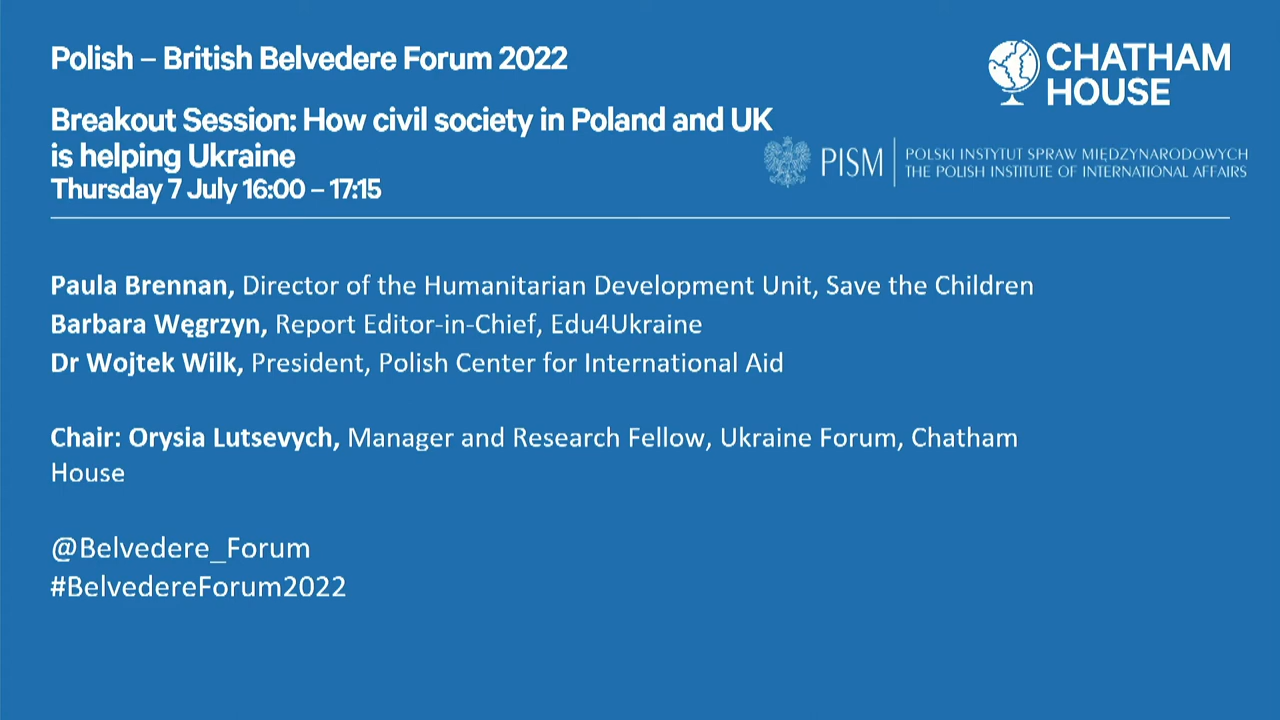 Polish – British Belvedere Forum 2022
CHATHAM
HOUSE
Breakout Session: How civil society in Poland and UK
is helping Ukraine
Thursday 7 July 16:00 – 17:15
PISM
POLSKI INSTYTUT SPRAW MIĘDZYNARODOWYCH
THE POLISH INSTITUTE OF INTERNATIONAL AFFAIRS
Paula Brennan, Director of the Humanitarian Development Unit, Save the Children
Barbara Węgrzyn, Report Editor-in-Chief, Edu4Ukraine
Dr Wojtek Wilk, President, Polish Center for International Aid
Chair: Orysia Lutsevych, Manager and Research Fellow, Ukraine Forum, Chatham
House
@Belvedere_Forum
#BelvedereForum2022